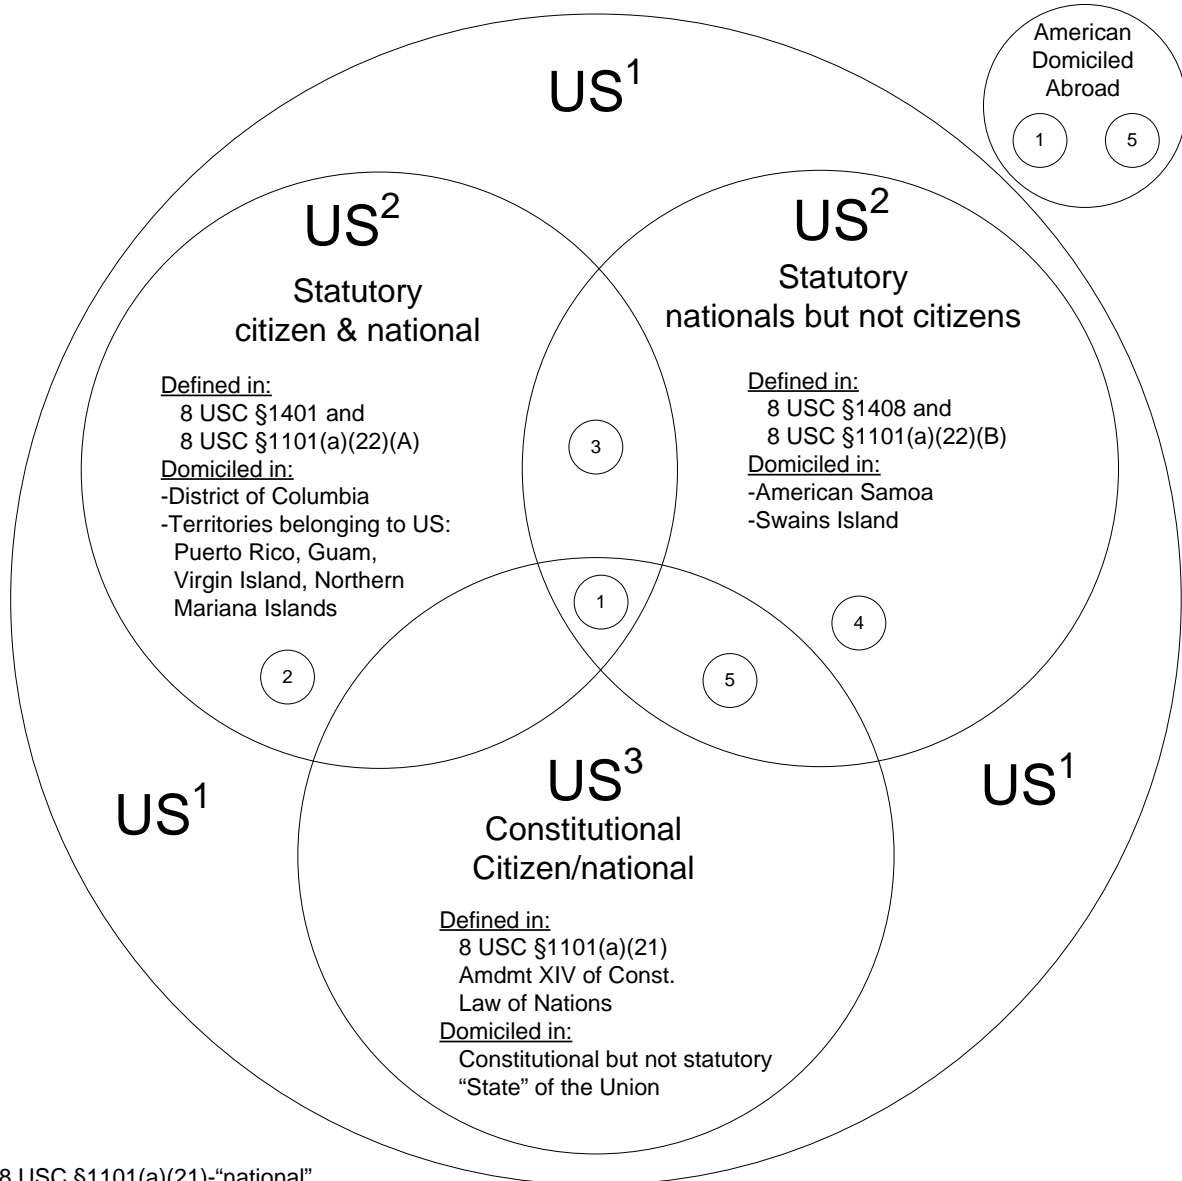 US1
American
Domiciled
Abroad
1 5
US2
Statutory
citizen & national
Defined in:
8 USC §1401 and
8 USC §1101(a)(22)(A)
Domiciled in:
-District of Columbia
-Territories belonging to US:
Puerto Rico, Guam,
Virgin Island, Northern
Mariana Islands
2
US2
Statutory
nationals but not citizens
Defined in:
8 USC §1408 and
8 USC §1101(a)(22)(B)
Domiciled in:
-American Samoa
-Swains Island
4
3
1
5
US1
US3
Constitutional
Citizen/national
Defined in:
8 USC §1101(a)(21)
Amdmt XIV of Const.
Law of Nations
Domiciled in:
Constitutional but not statutory
“State” of the Union
US1
8 USC §1101(a)(21)-“national”